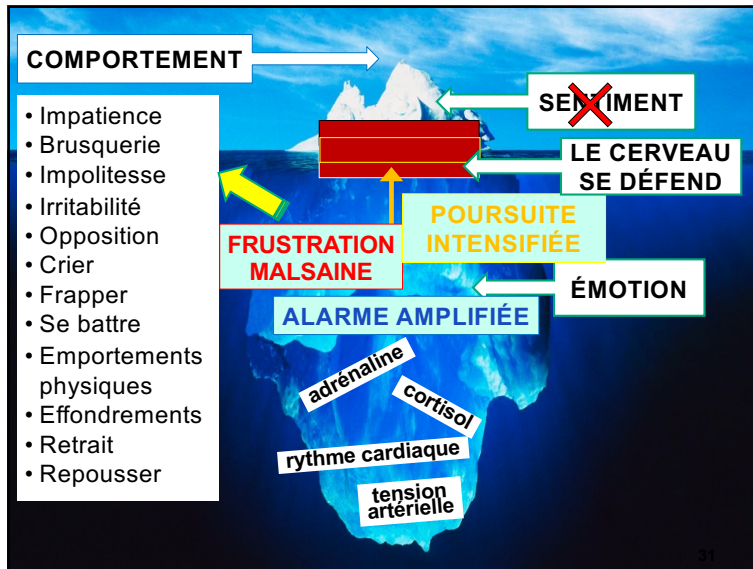 COMPORTEMENT
• Impatience
• Brusquerie
• Impolitesse
• Irritabilité
• Opposition
• Crier
• Frapper
• Se battre
• Emportements
physiques
• Effondrements
• Retrait
• Repousser
SENTIMENT
LE CERVEAU
SE DÉFEND
POURSUITE
INTENSIFIÉE
FRUSTRATION
MALSAINE
ÉMOTION
ALARME AMPLIFIÉE
adrénaline
cortisol
rythme cardiaque
tension
artérielle
31